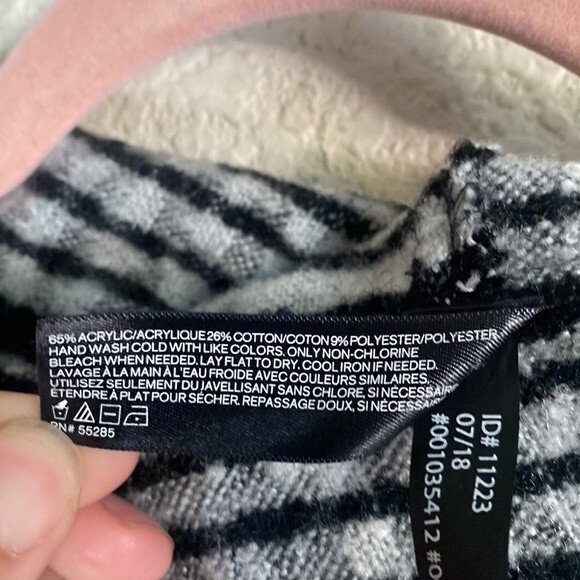 65% ACRYLIC/ACRYLIQUE 26% COTTON/COTON 9% POLYESTER/POLYESTER
HAND WASH COLD WITH LIKE COLORS. ONLY NON-CHLORINE
BLEACH WHEN NEEDED. LAY FLAT TO DRY. COOL IRON IF NEEDED.
LAVAGE À LA MAIN À L'EAU FROIDE AVEC COULEURS SIMILAIRES,
UTILISEZ SEULEMENT DU JAVELLISANT SANS CHLORE, SI NÉCESSAI
ÉTENDRE À PLAT POUR SÉCHER. REPASSAGE DOUX, SI NÉCESSAI
RN# 55285
ID# 11223
07/18
#001035412